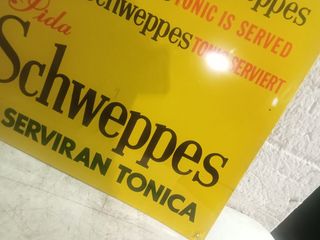 Schweppes
TONIC IS SERVED
Schweppes TONIC SERVIERT
Pida
Schweppes
SERVIRAN TONICA